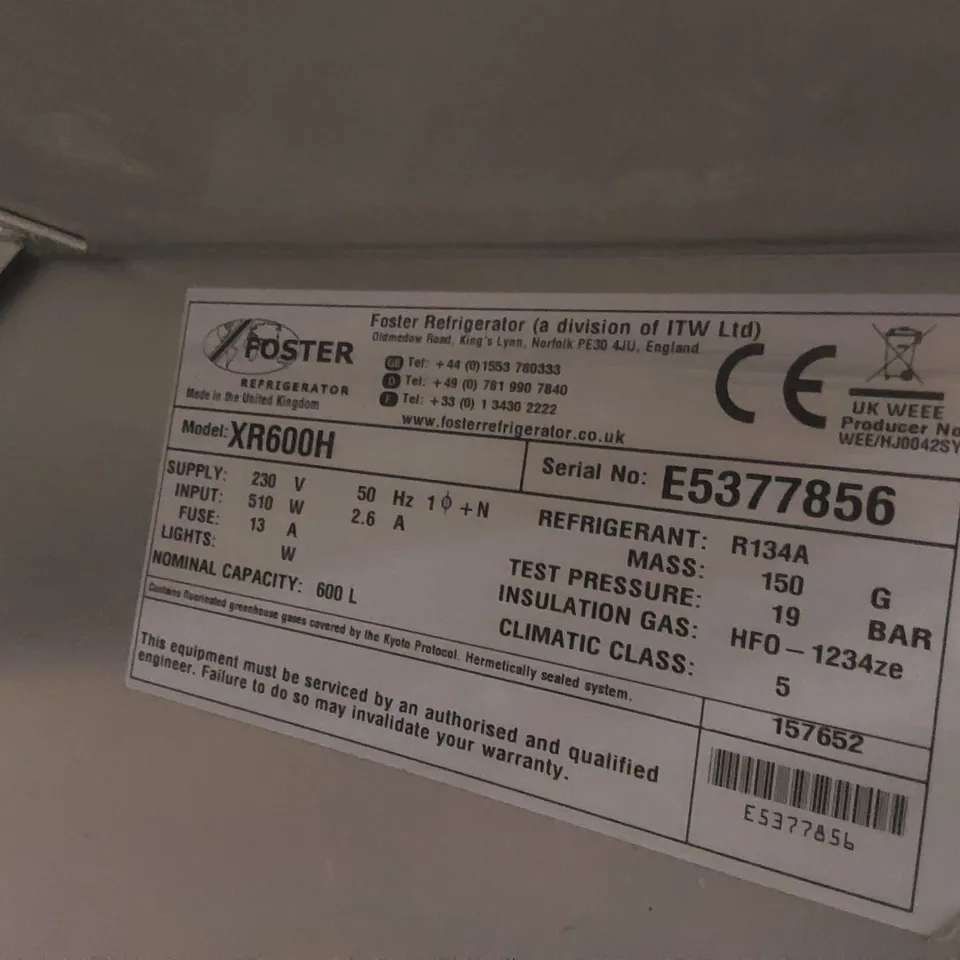 FOSTER
REFRIGERATOR
Made in the United Kingdom
Foster Refrigerator (a division of ITW Ltd)
Oldmedow Road, King's Lynn, Norfolk PE30 4JU, England
GB Tel: +44 (0) 1553 780333
D Tel: +49 (0) 781 990 7840
F Tel: +33 (0) 1 3430 2222
www.fosterrefrigerator.co.uk
CE
UK WEEE
Producer No
WEE/HJ0042SY
Model: XR600H
Serial No: E5377856
SUPPLY: 230 V 50 Hz 1ϕ+N
INPUT: 510 W 2.6 A
FUSE: 13 A
LIGHTS: W
NOMINAL CAPACITY: 600 L
REFRIGERANT: R134A
MASS: 150 G
TEST PRESSURE: 19 BAR
INSULATION GAS: HFO-1234ze
CLIMATIC CLASS: 5
Contains fluorinated greenhouse gases covered by the Kyoto Protocol. Hermetically sealed system.
This equipment must be serviced by an authorised and qualified
engineer. Failure to do so may invalidate your warranty.
157652
E5377856